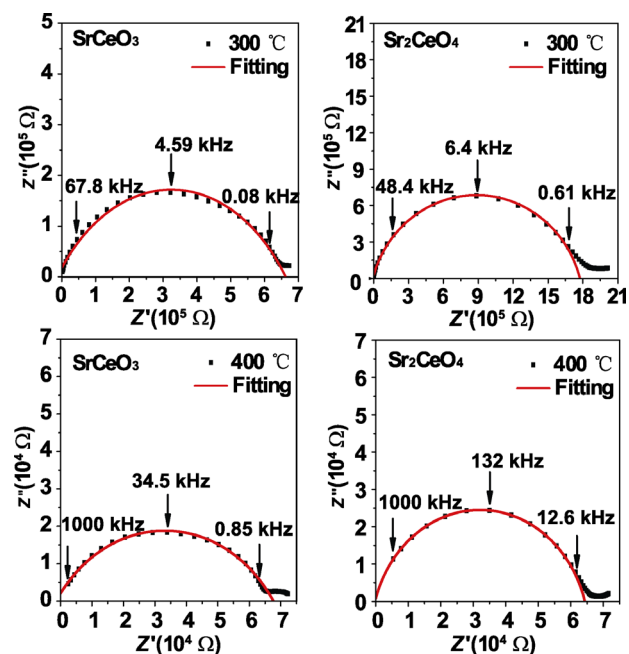 SrCeO₃
300 ℃
Fitting
4.59 kHz
67.8 kHz
0.08 kHz
Z''(10⁵ Ω)
5
4
3
2
1
0
0 1 2 3 4 5 6 7
Z'(10⁵ Ω)
Sr₂CeO₄
300 ℃
Fitting
6.4 kHz
48.4 kHz
0.61 kHz
Z''(10⁵ Ω)
21
18
15
12
9
6
3
0
0 3 6 9 12 15 18 21
Z'(10⁵ Ω)
SrCeO₃
400 ℃
Fitting
34.5 kHz
1000 kHz
0.85 kHz
Z''(10⁴ Ω)
7
6
5
4
3
2
1
0
0 1 2 3 4 5 6 7
Z'(10⁴ Ω)
Sr₂CeO₄
400 ℃
Fitting
132 kHz
1000 kHz
12.6 kHz
Z''(10⁴ Ω)
7
6
5
4
3
2
1
0
0 1 2 3 4 5 6 7
Z'(10⁴ Ω)